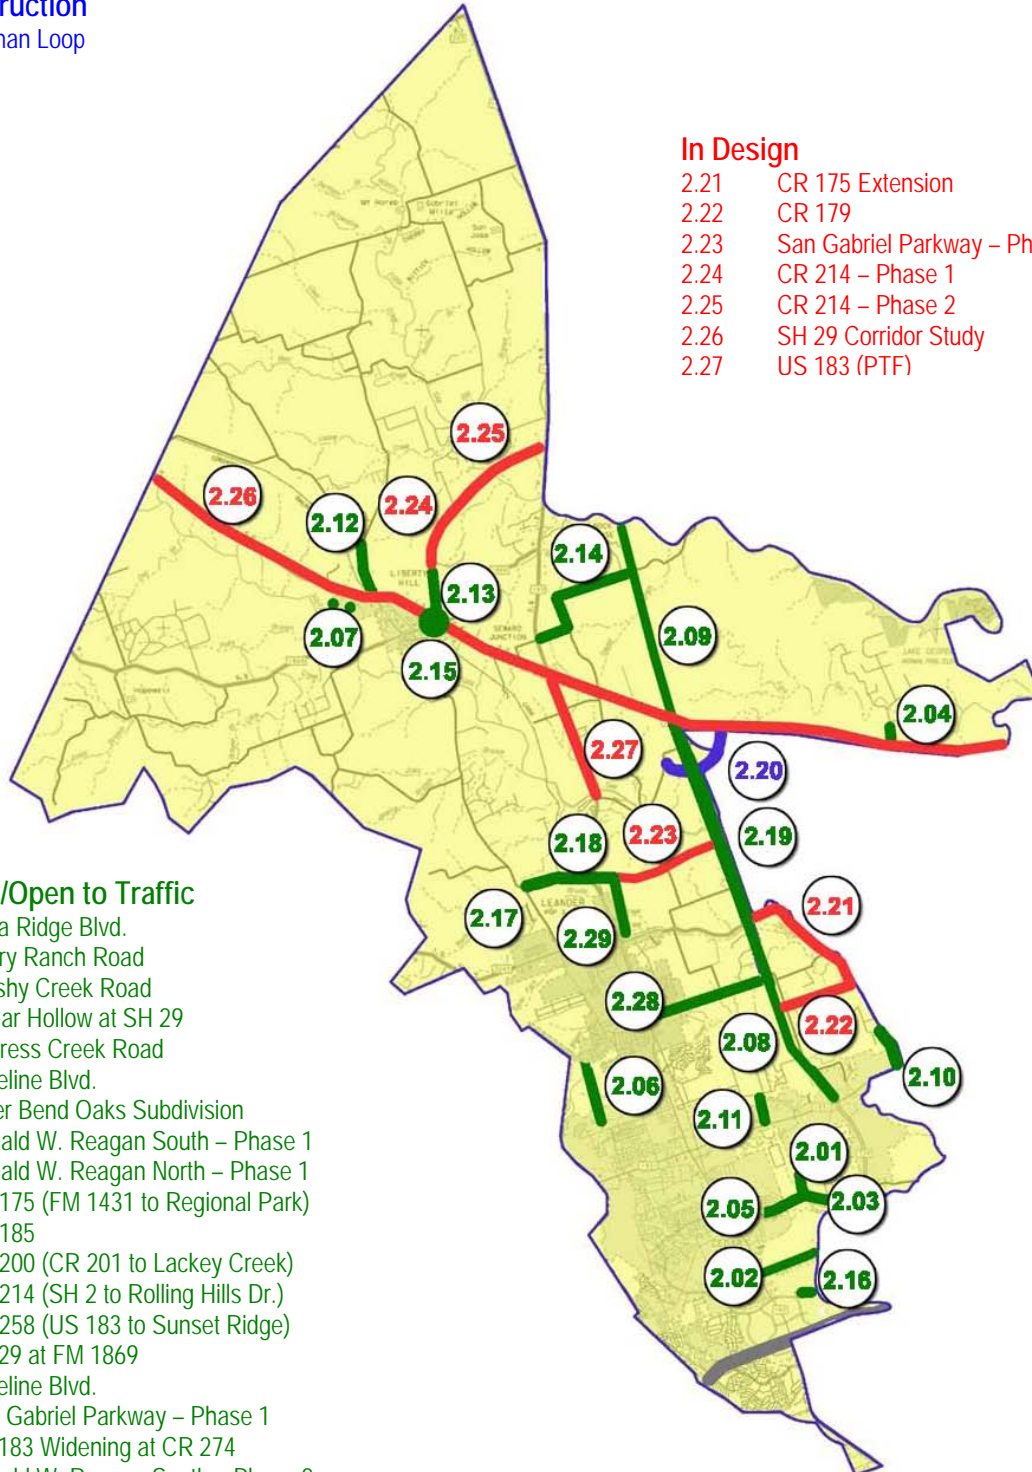 ruction
nan Loop
In Design
2.21 CR 175 Extension
2.22 CR 179
2.23 San Gabriel Parkway – Ph
2.24 CR 214 – Phase 1
2.25 CR 214 – Phase 2
2.26 SH 29 Corridor Study
2.27 US 183 (PTF)
2.25
2.26
2.24
2.12
2.14
2.13
2.07
2.09
2.15
2.04
2.27
2.20
2.18
2.23
2.19
2.17
2.21
2.29
2.28
2.22
2.08
2.06
2.10
2.11
2.01
2.05
2.03
2.02
2.16
LIBERTY
HILL
SEWARD
JUNCTION
LEANDER
/Open to Traffic
a Ridge Blvd.
ry Ranch Road
shy Creek Road
ar Hollow at SH 29
ress Creek Road
eline Blvd.
er Bend Oaks Subdivision
ald W. Reagan South – Phase 1
ald W. Reagan North – Phase 1
175 (FM 1431 to Regional Park)
185
200 (CR 201 to Lackey Creek)
214 (SH 2 to Rolling Hills Dr.)
258 (US 183 to Sunset Ridge)
29 at FM 1869
eline Blvd.
Gabriel Parkway – Phase 1
183 Widening at CR 274